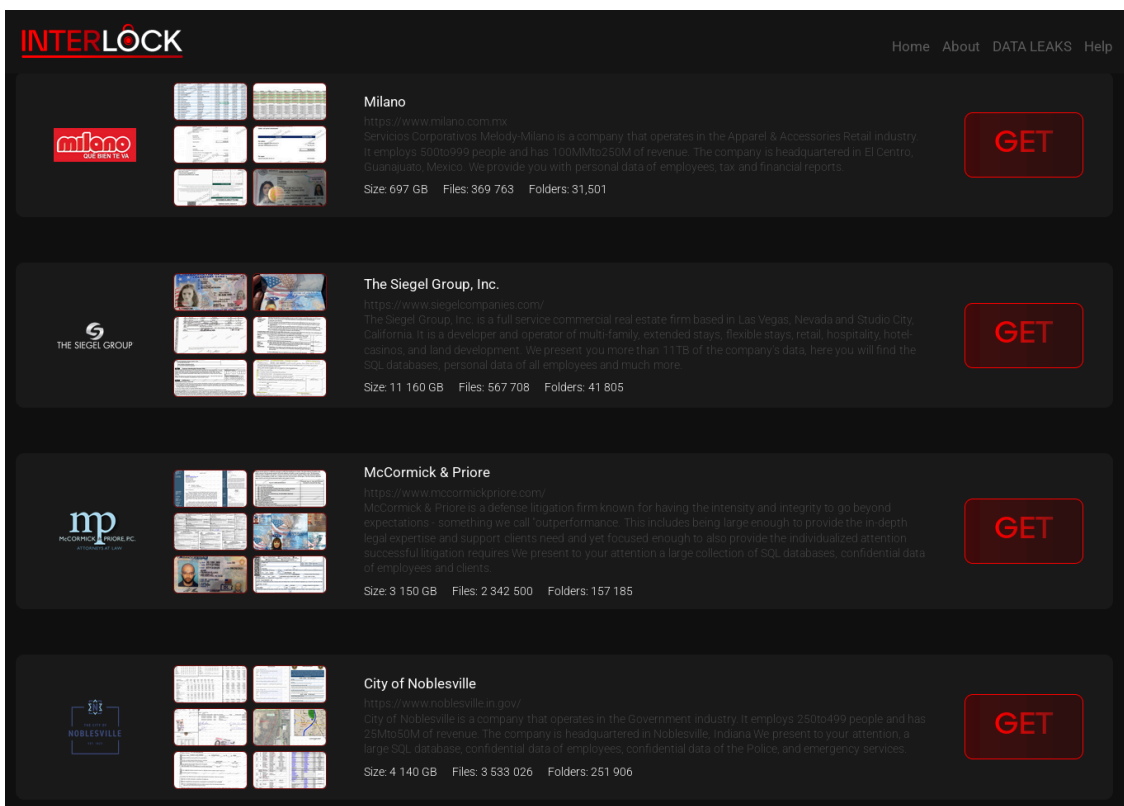 INTERLOCK
Home About DATA LEAKS Help
milano
QUE BIEN TE VA
Milano
https://www.milano.com.mx
Servicios Corporativos Melody-Milano is a company that operates in the Apparel & Accessories Retail industry.
It employs 500to999 people and has 100MMto250M of revenue. The company is headquartered in El Centro,
Guanajuato, Mexico. We provide you with personal data of employees, tax and financial reports.
Size: 697 GB Files: 369 763 Folders: 31,501
GET
THE SIEGEL GROUP
The Siegel Group, Inc.
https://www.siegelcompanies.com/
The Siegel Group, Inc. is a full service commercial real estate firm based in Las Vegas, Nevada and Studio City,
California. It is a developer and operator of multi-family, extended stays, flexible stays, retail, hospitality, hotel-
casinos, and land development. We present you more than 11TB of the company's data, here you will find the
SQL databases, personal data of all employees and much more.
Size: 11 160 GB Files: 567 708 Folders: 41 805
GET
mp
McCORMICK PRIORE, P.C.
ATTORNEYS AT LAW
McCormick & Priore
https://www.mccormickpriore.com/
McCormick & Priore is a defense litigation firm known for having the intensity and integrity to go beyond
expectations - something we call "outperformance. This includes being large enough to provide the in-depth
legal expertise and support clients need and yet focused enough to also provide the individualized attention
successful litigation requires We present to your attention a large collection of SQL databases, confidential data
of employees and clients.
Size: 3 150 GB Files: 2 342 500 Folders: 157 185
GET
N
THE CITY OF
NOBLESVILLE
City of Noblesville
https://www.noblesville.in.gov/
City of Noblesville is a company that operates in the Government industry. It employs 250to499 people and has
25Mto50M of revenue. The company is headquartered in Noblesville, Indiana We present to your attention, a
large SQL database, confidential data of employees, confidential data of the Police, and emergency services.
Size: 4 140 GB Files: 3 533 026 Folders: 251 906
GET